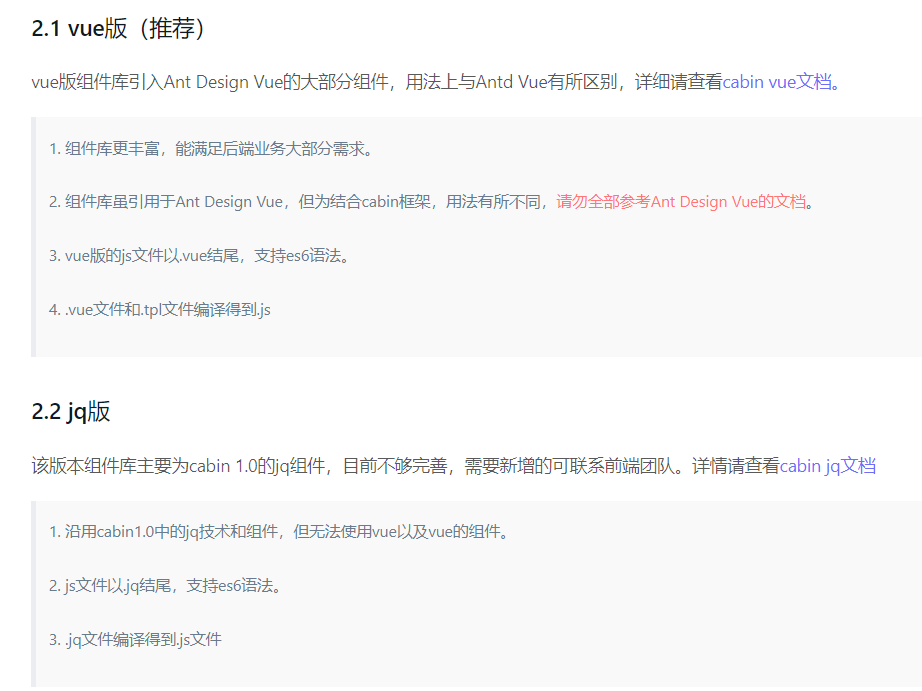 2.1 vue版（推荐）
vue版组件库引入Ant Design Vue的大部分组件，用法上与Antd Vue有所区别，详细请查看cabin vue文档。
1. 组件库更丰富，能满足后端业务大部分需求。
2. 组件库虽引用于Ant Design Vue，但为结合cabin框架，用法有所不同，请勿全部参考Ant Design Vue的文档。
3. vue版的js文件以.vue结尾，支持es6语法。
4. .vue文件和.tpl文件编译得到.js
2.2 jq版
该版本组件库主要为cabin 1.0的jq组件，目前不够完善，需要新增的可联系前端团队。详情请查看cabin jq文档
1. 沿用cabin1.0中的jq技术和组件，但无法使用vue以及vue的组件。
2. js文件以.jq结尾，支持es6语法。
3. .jq文件编译得到.js文件